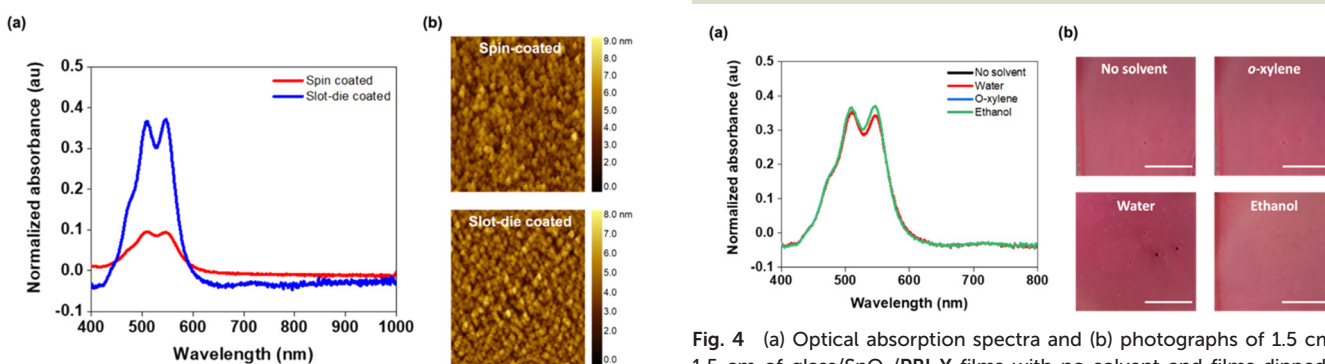 (a)
0.5
0.4
0.3
0.2
0.1
0.0
-0.1
Normalized absorbance (au)
Spin coated
Slot-die coated
400 500 600 700 800 900 1000
Wavelength (nm)
(b)
Spin-coated
9.0 nm
8.0
7.0
6.0
5.0
4.0
3.0
2.0
1.0
0.0
Slot-die coated
8.0 nm
7.0
6.0
5.0
4.0
3.0
2.0
1.0
0.0
(a)
0.5
0.4
0.3
0.2
0.1
0.0
-0.1
Normalized absorbance (au)
No solvent
Water
O-xylene
Ethanol
400 500 600 700 800
Wavelength (nm)
(b)
No solvent
o-xylene
Water
Ethanol
Fig. 4 (a) Optical absorption spectra and (b) photographs of 1.5 cm